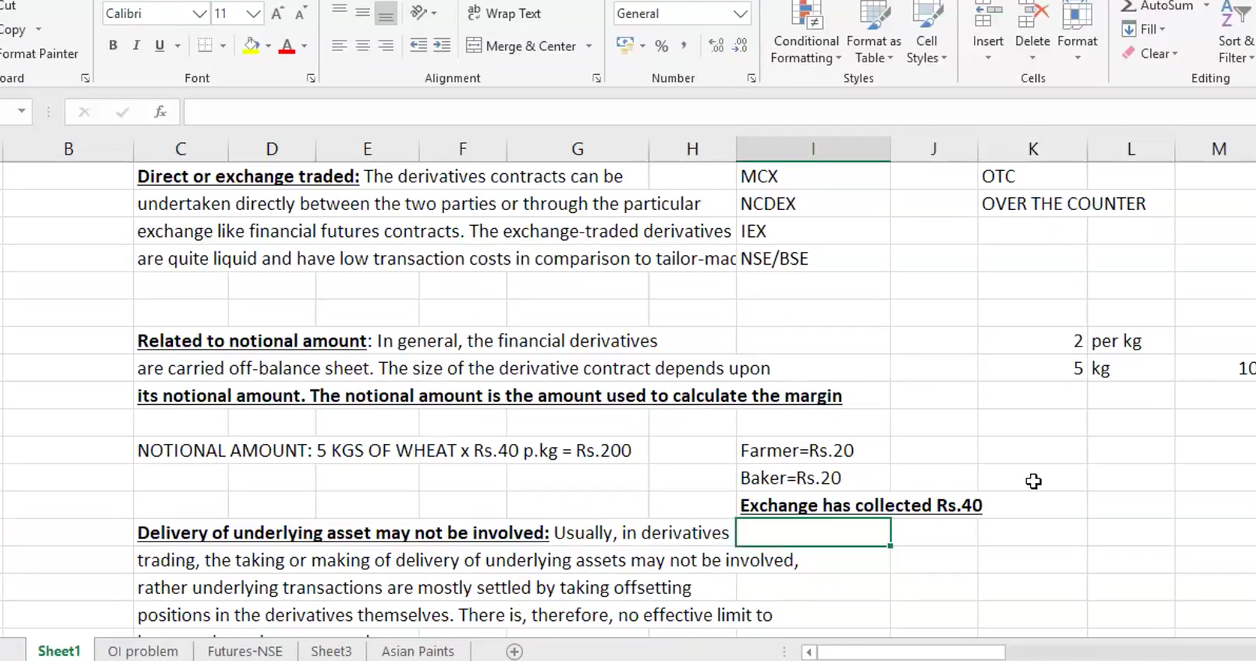 Cut
Copy
Format Painter
Calibri 11
B I U A
Wrap Text
Merge & Center
General
%
Conditional Formatting
Format as Table
Cell Styles
Insert
Delete
Format
AutoSum
Fill
Clear
Sort &
Filter
Font
Alignment
Number
Styles
Cells
Editing
fx
B C D E F G H I J K L M
Direct or exchange traded: The derivatives contracts can be MCX OTC
undertaken directly between the two parties or through the particular NCDEX OVER THE COUNTER
exchange like financial futures contracts. The exchange-traded derivatives IEX
are quite liquid and have low transaction costs in comparison to tailor-mad NSE/BSE
Related to notional amount: In general, the financial derivatives 2 per kg
are carried off-balance sheet. The size of the derivative contract depends upon 5 kg 10
its notional amount. The notional amount is the amount used to calculate the margin
NOTIONAL AMOUNT: 5 KGS OF WHEAT x Rs.40 p.kg = Rs.200 Farmer=Rs.20
Baker=Rs.20
Exchange has collected Rs.40
Delivery of underlying asset may not be involved: Usually, in derivatives
trading, the taking or making of delivery of underlying assets may not be involved,
rather underlying transactions are mostly settled by taking offsetting
positions in the derivatives themselves. There is, therefore, no effective limit to
Sheet1 OI problem Futures-NSE Sheet3 Asian Paints